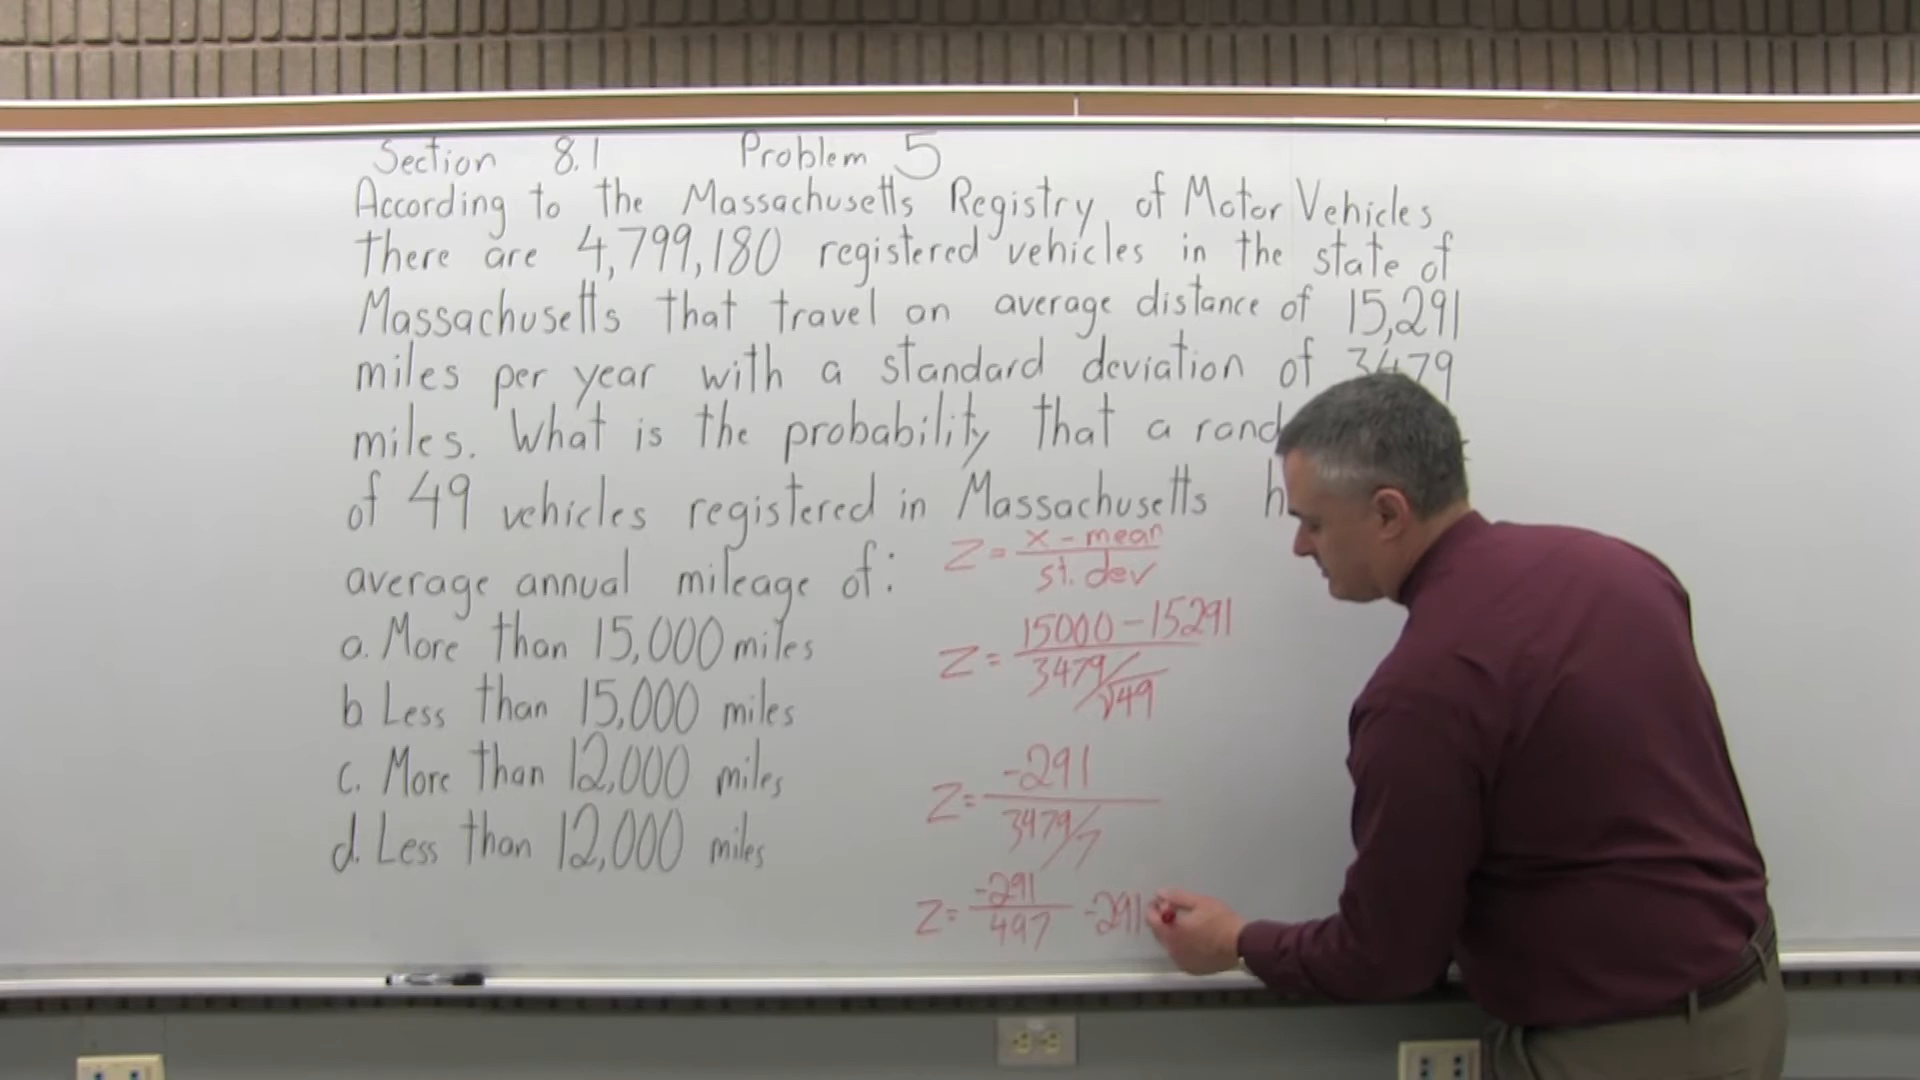 Section 8.1 Problem 5
According to the Massachusetts Registry of Motor Vehicles
there are 4,799,180 registered vehicles in the state of
Massachusetts that travel an average distance of 15,291
miles per year with a standard deviation of 3479
miles. What is the probability that a rand
of 49 vehicles registered in Massachusetts h
average annual mileage of:
a. More than 15,000 miles
b Less than 15,000 miles
c. More than 12,000 miles
d. Less than 12,000 miles
Z = x - mean
st. dev
Z = 15000 - 15291
3479/√49
Z = -291
3479/7
Z = -291
497
-291